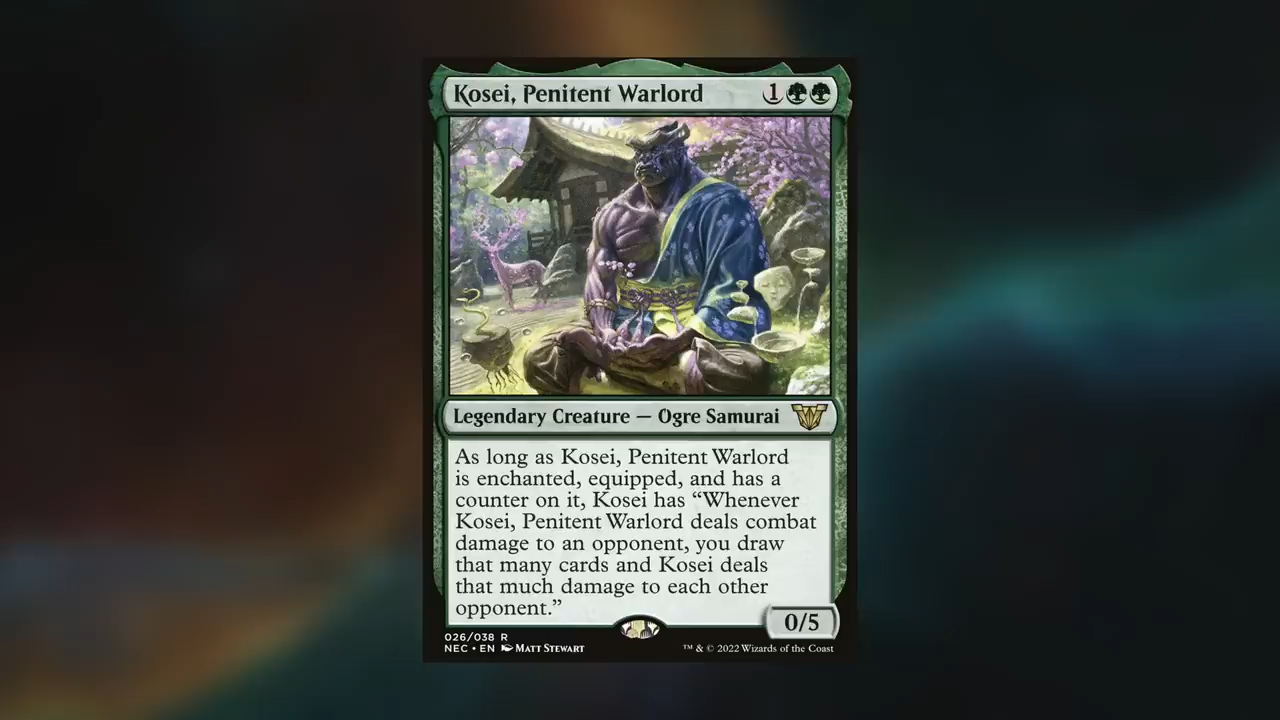 Kosei, Penitent Warlord 1
Legendary Creature — Ogre Samurai
As long as Kosei, Penitent Warlord
is enchanted, equipped, and has a
counter on it, Kosei has “Whenever
Kosei, Penitent Warlord deals combat
damage to an opponent, you draw
that many cards and Kosei deals
that much damage to each other
opponent.”
0/5
026/038 R
NEC • EN Matt Stewart
™ & © 2022 Wizards of the Coast